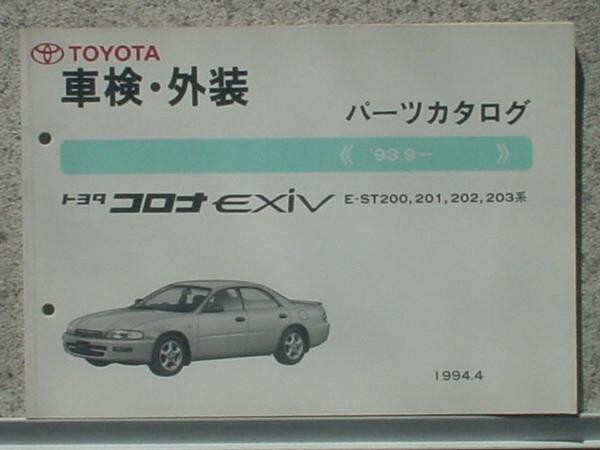 TOYOTA
車検・外装
パーツカタログ
《 '93.9ー 》
トヨタ コロナ EXiV E-ST200,201,202,203系
1994.4